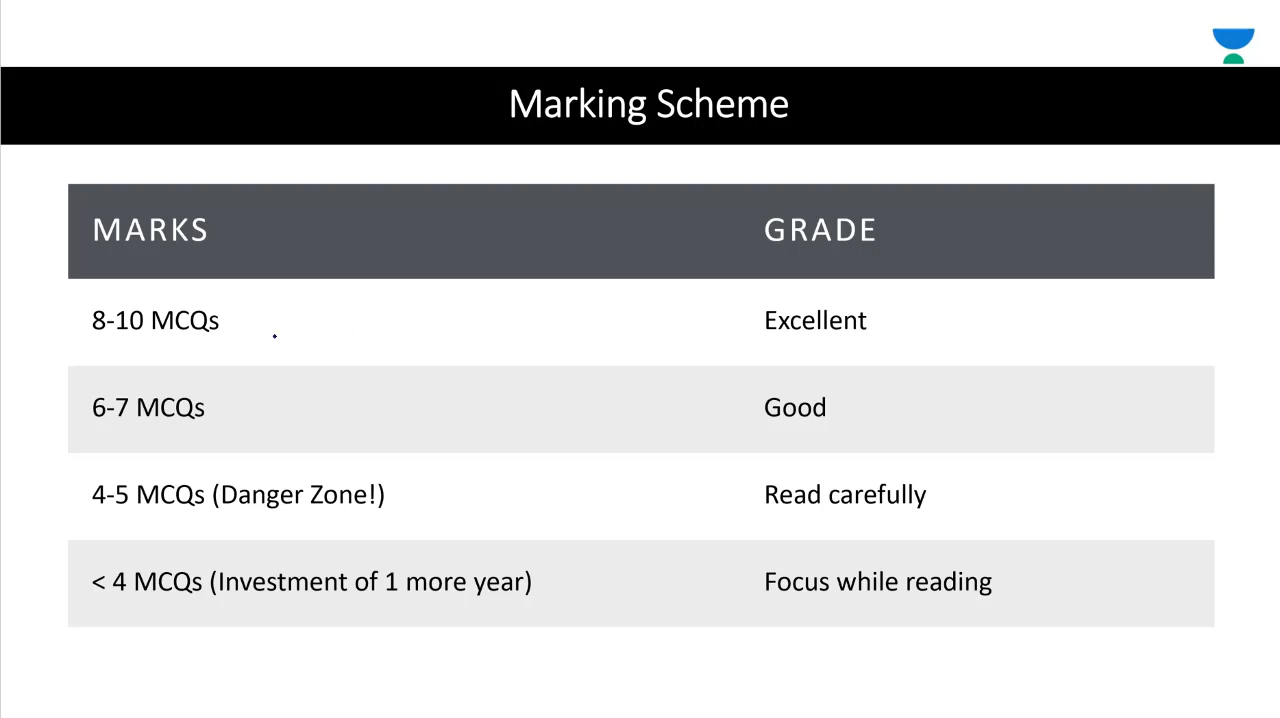 Marking Scheme
MARKS GRADE
8-10 MCQs Excellent
6-7 MCQs Good
4-5 MCQs (Danger Zone!) Read carefully
< 4 MCQs (Investment of 1 more year) Focus while reading